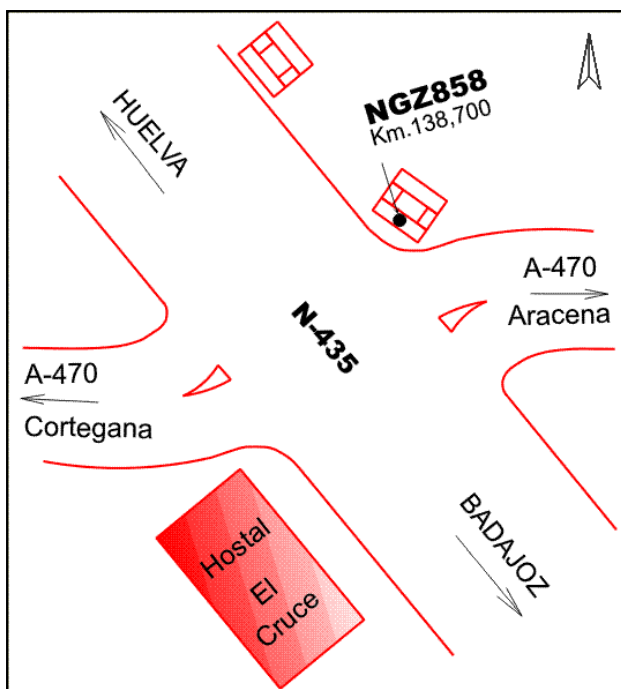 NGZ858
Km.138,700
HUELVA
A-470
Aracena
N-435
A-470
Cortegana
Hostal
El
Cruce
BADAJOZ